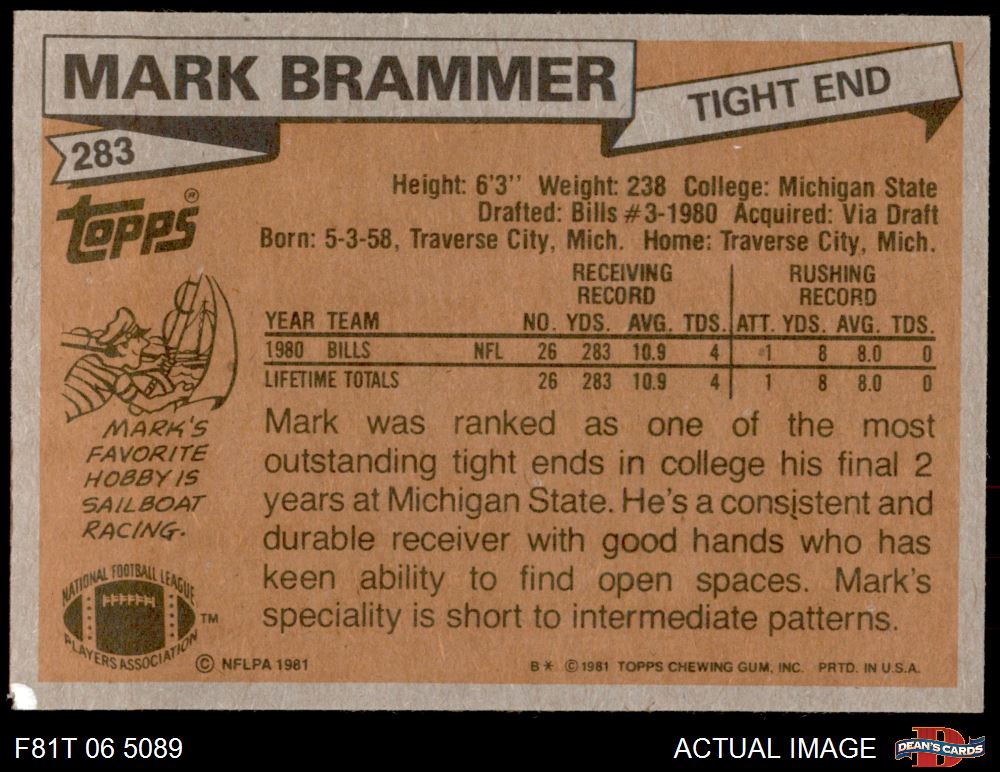 MARK BRAMMER
TIGHT END
283
TOPPS®
Height: 6'3'' Weight: 238 College: Michigan State
Drafted: Bills #3-1980 Acquired: Via Draft
Born: 5-3-58, Traverse City, Mich. Home: Traverse City, Mich.
RECEIVING RECORD RUSHING RECORD
YEAR TEAM NO. YDS. AVG. TDS. ATT. YDS. AVG. TDS.
1980 BILLS NFL 26 283 10.9 4 1 8 8.0 0
LIFETIME TOTALS 26 283 10.9 4 1 8 8.0 0
MARK'S
FAVORITE
HOBBY IS
SAILBOAT
RACING.
Mark was ranked as one of the most
outstanding tight ends in college his final 2
years at Michigan State. He's a consistent and
durable receiver with good hands who has
keen ability to find open spaces. Mark's
speciality is short to intermediate patterns.
NATIONAL FOOTBALL LEAGUE
PLAYERS ASSOCIATION
TM
© NFLPA 1981
B* © 1981 TOPPS CHEWING GUM, INC. PRTD. IN U.S.A.
F81T 06 5089
ACTUAL IMAGE
D
DEAN'S CARDS